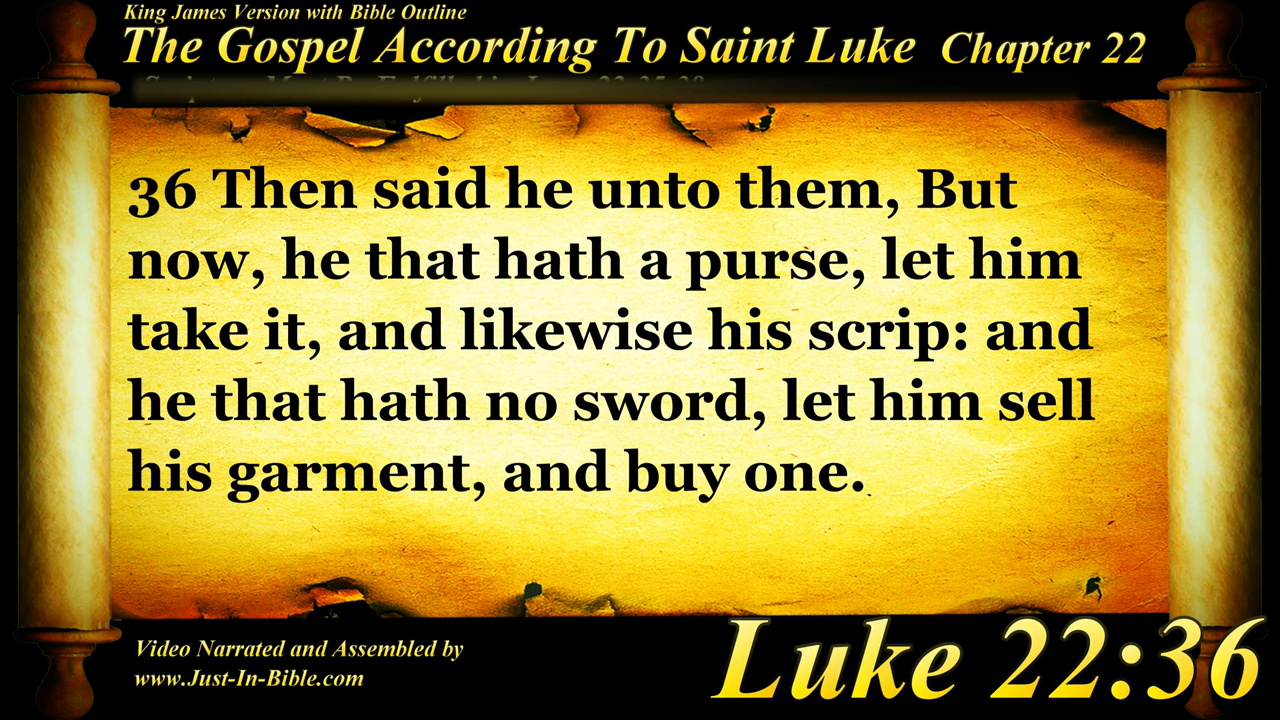 King James Version with Bible Outline
The Gospel According To Saint Luke Chapter 22
36 Then said he unto them, But
now, he that hath a purse, let him
take it, and likewise his scrip: and
he that hath no sword, let him sell
his garment, and buy one.
Video Narrated and Assembled by
www.Just-In-Bible.com
Luke 22:36